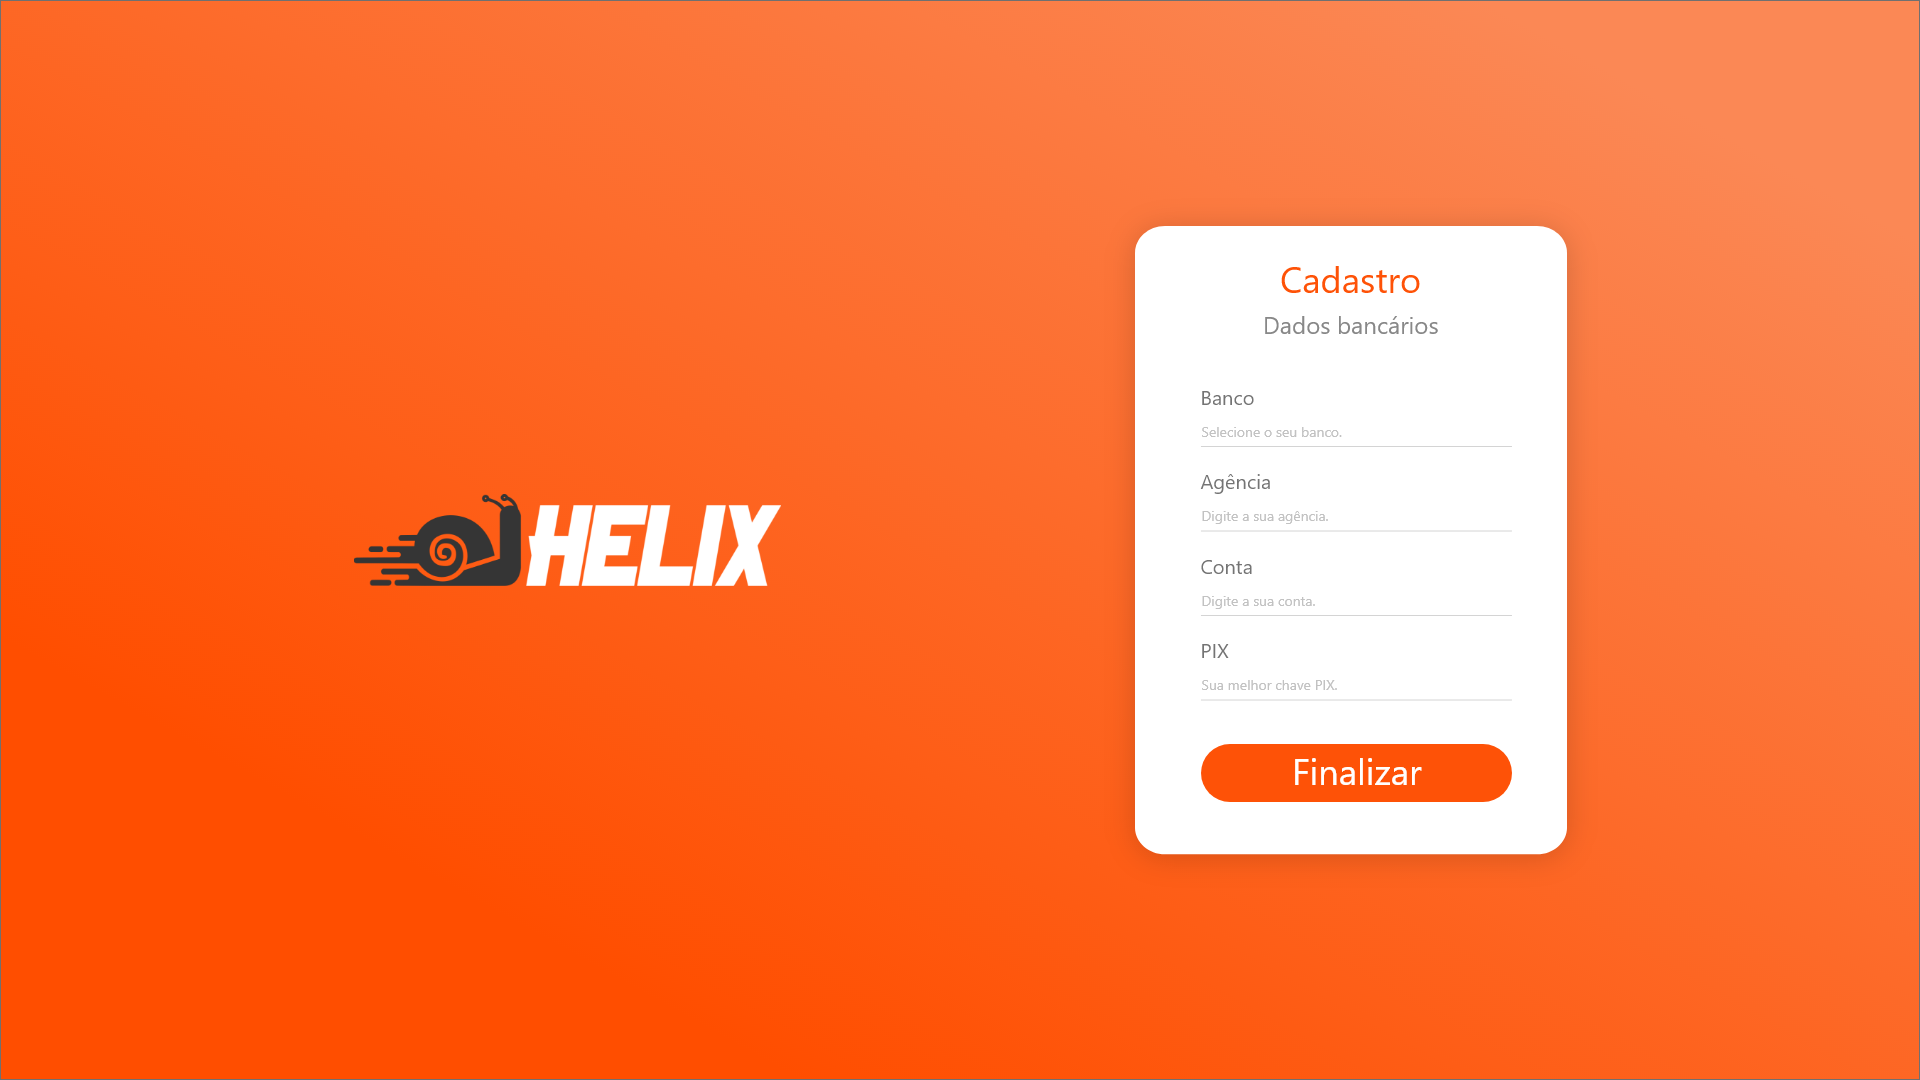 HELIX
Cadastro
Dados bancários
Banco
Selecione o seu banco.
Agência
Digite a sua agência.
Conta
Digite a sua conta.
PIX
Sua melhor chave PIX.
Finalizar